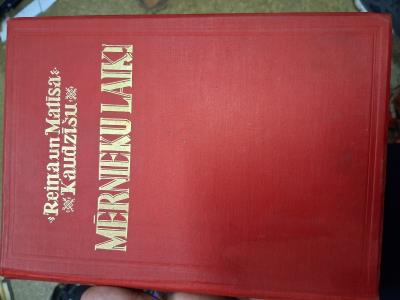 Reiņa un Matīsa
Kaudzīšu
MĒRNIEKU LAIKI